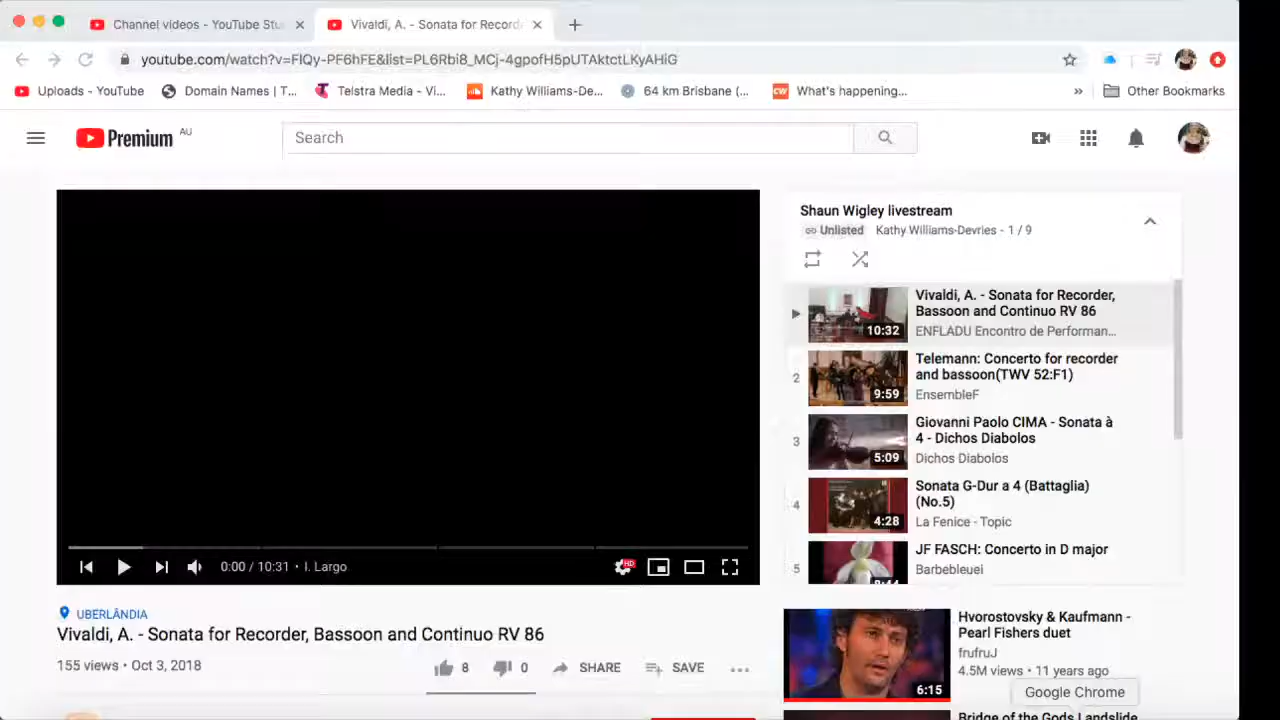 Channel videos - YouTube Stu
Vivaldi, A. - Sonata for Record
youtube.com/watch?v=FlQy-PF6hFE&list=PL6Rbi8_MCj-4gpofH5pUTAktctLKyAHiG
Uploads - YouTube
Domain Names | T...
Telstra Media - Vi...
Kathy Williams-De...
64 km Brisbane (...
What's happening...
»
Other Bookmarks
Premium AU
Search
Shaun Wigley livestream
Unlisted Kathy Williams-Devries - 1 / 9
Vivaldi, A. - Sonata for Recorder,
Bassoon and Continuo RV 86
ENFLADU Encontro de Performan...
10:32
2
Telemann: Concerto for recorder
and bassoon(TWV 52:F1)
EnsembleF
9:59
3
Giovanni Paolo CIMA - Sonata à
4 - Dichos Diabolos
Dichos Diabolos
5:09
4
Sonata G-Dur a 4 (Battaglia)
(No.5)
La Fenice - Topic
4:28
5
JF FASCH: Concerto in D major
Barbebleuei
0:00 / 10:31 • I. Largo
HD
UBERLÂNDIA
Vivaldi, A. - Sonata for Recorder, Bassoon and Continuo RV 86
155 views • Oct 3, 2018
8
0
SHARE
SAVE
Hvorostovsky & Kaufmann -
Pearl Fishers duet
frufruJ
4.5M views • 11 years ago
6:15
Google Chrome
Bridge of the Gods Landslide